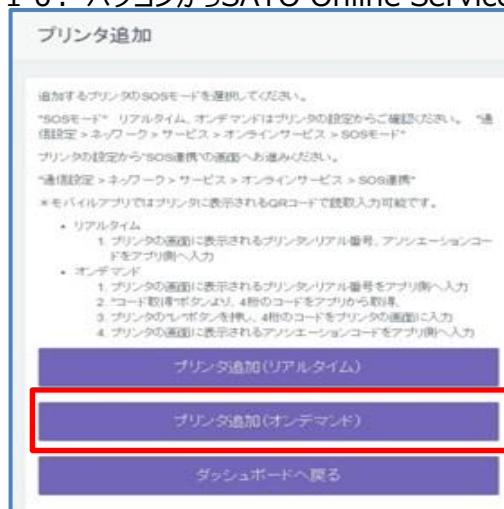 パソコンからSATO Online Servic
プリンタ追加
追加するプリンタのSOSモードを選択してください。
"SOSモード" リアルタイム、オンデマンドはプリンタの設定からご確認ください。 "通
信設定 > ネットワーク > サービス > オンラインサービス > SOSモード"
プリンタの設定から"SOS連携"の画面へお進みください。
"通信設定 > ネットワーク > サービス > SOS連携"
＊モバイルアプリではプリンタに表示されるQRコードで読取入力可能です。
• リアルタイム
1. プリンタの画面に表示されるプリンタシリアル番号、アソシエーションコー
ドをアプリ側へ入力
• オンデマンド
1. プリンタの画面に表示されるプリンタシリアル番号をアプリ側へ入力
2. "コード取得"ボタンより、4桁のコードをアプリから取得。
3. プリンタの"し"ボタンを押し、4桁のコードをプリンタの画面に入力
4. プリンタの画面に表示されるアソシエーションコードをアプリ側へ入力
プリンタ追加(リアルタイム)
プリンタ追加(オンデマンド)
ダッシュボードへ戻る